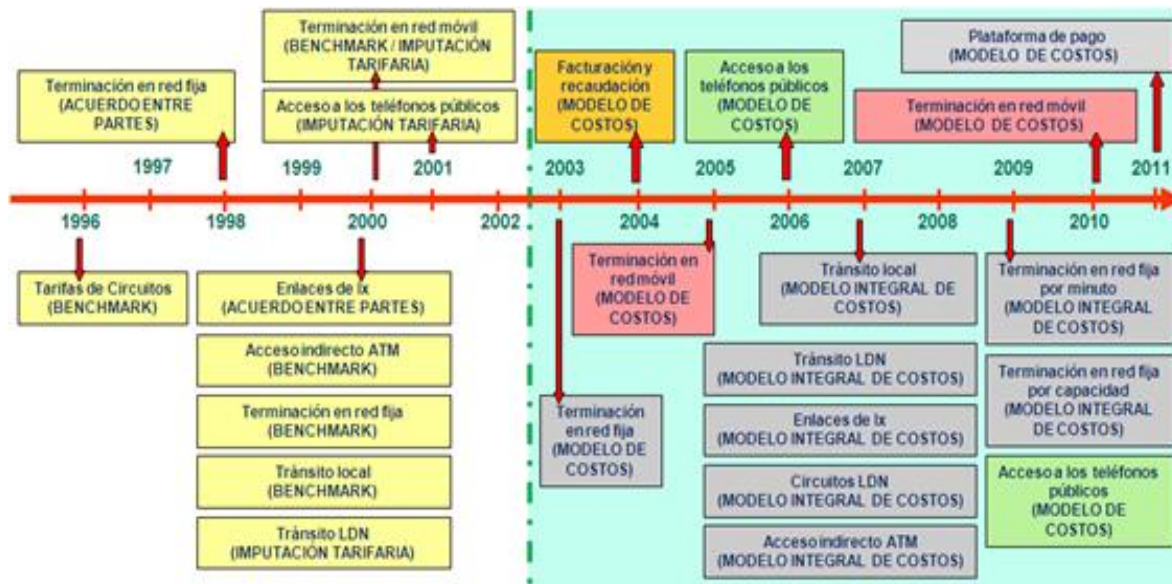 Terminación en red móvil
(BENCHMARK / IMPUTACIÓN
TARIFARIA)
Plataforma de pago
(MODELO DE COSTOS)
Terminación en red fija
(ACUERDO ENTRE
PARTES)
Acceso a los teléfonos públicos
(IMPUTACIÓN TARIFARIA)
Facturación y
recaudación
(MODELO DE
COSTOS)
Acceso a los
teléfonos públicos
(MODELO DE
COSTOS)
Terminación en red móvil
(MODELO DE COSTOS)
1997
1999
2001
2003
2005
2007
2009
2011
1996
1998
2000
2002
2004
2006
2008
2010
Tarifas de Circuitos
(BENCHMARK)
Enlaces de Ix
(ACUERDO ENTRE PARTES)
Acceso indirecto ATM
(BENCHMARK)
Terminación en red fija
(BENCHMARK)
Tránsito local
(BENCHMARK)
Tránsito LDN
(IMPUTACIÓN TARIFARIA)
Terminación
en red fija
(MODELO DE
COSTOS)
Terminación en
red móvil
(MODELO DE
COSTOS)
Tránsito local
(MODELO INTEGRAL DE
COSTOS)
Tránsito LDN
(MODELO INTEGRAL DE COSTOS)
Enlaces de Ix
(MODELO INTEGRAL DE COSTOS)
Circuitos LDN
(MODELO INTEGRAL DE COSTOS)
Acceso indirecto ATM
(MODELO INTEGRAL DE COSTOS)
Terminación en red fija
por minuto
(MODELO INTEGRAL
DE COSTOS)
Terminación en red fija
por capacidad
(MODELO INTEGRAL
DE COSTOS)
Acceso a los teléfonos
públicos
(MODELO DE
COSTOS)